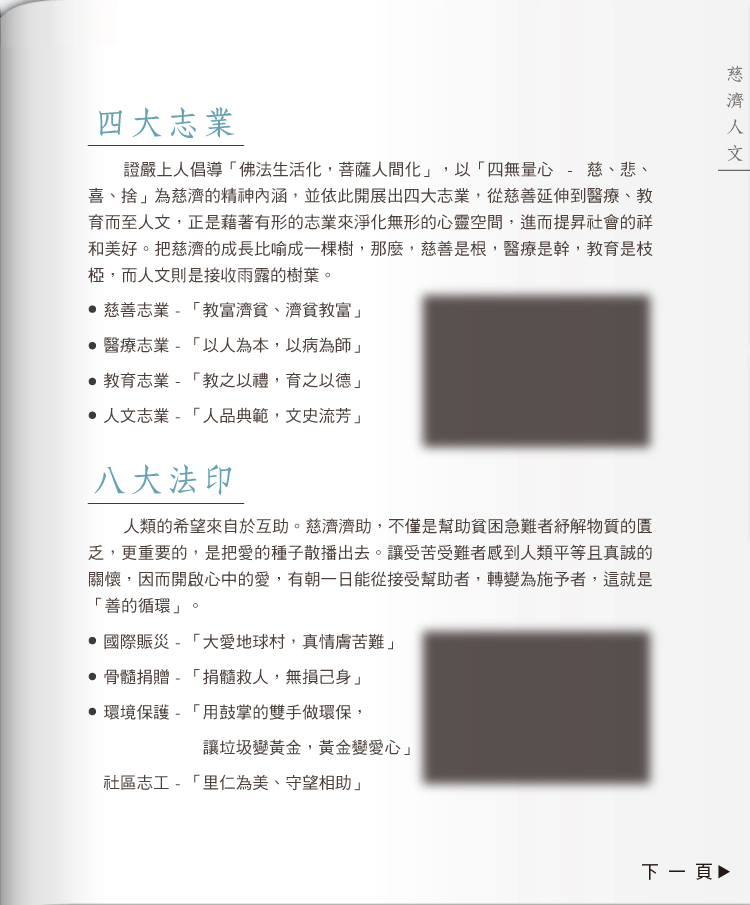 慈濟人文
四大志業
證嚴上人倡導「佛法生活化，菩薩人間化」，以「四無量心 - 慈、悲、
喜、捨」為慈濟的精神內涵，並依此開展出四大志業，從慈善延伸到醫療、教
育而至人文，正是藉著有形的志業來淨化無形的心靈空間，進而提昇社會的祥
和美好。把慈濟的成長比喻成一棵樹，那麼，慈善是根，醫療是幹，教育是枝
椏，而人文則是接收雨露的樹葉。
● 慈善志業 - 「教富濟貧、濟貧教富」
● 醫療志業 - 「以人為本，以病為師」
● 教育志業 - 「教之以禮，育之以德」
● 人文志業 - 「人品典範，文史流芳」
八大法印
人類的希望來自於互助。慈濟濟助，不僅是幫助貧困急難者紓解物質的匱
乏，更重要的，是把愛的種子散播出去。讓受苦受難者感到人類平等且真誠的
關懷，因而開啟心中的愛，有朝一日能從接受幫助者，轉變為施予者，這就是
「善的循環」。
● 國際賑災 - 「大愛地球村，真情膚苦難」
● 骨髓捐贈 - 「捐髓救人，無損己身」
● 環境保護 - 「用鼓掌的雙手做環保，
讓垃圾變黃金，黃金變愛心」
社區志工 - 「里仁為美、守望相助」
下一頁▶